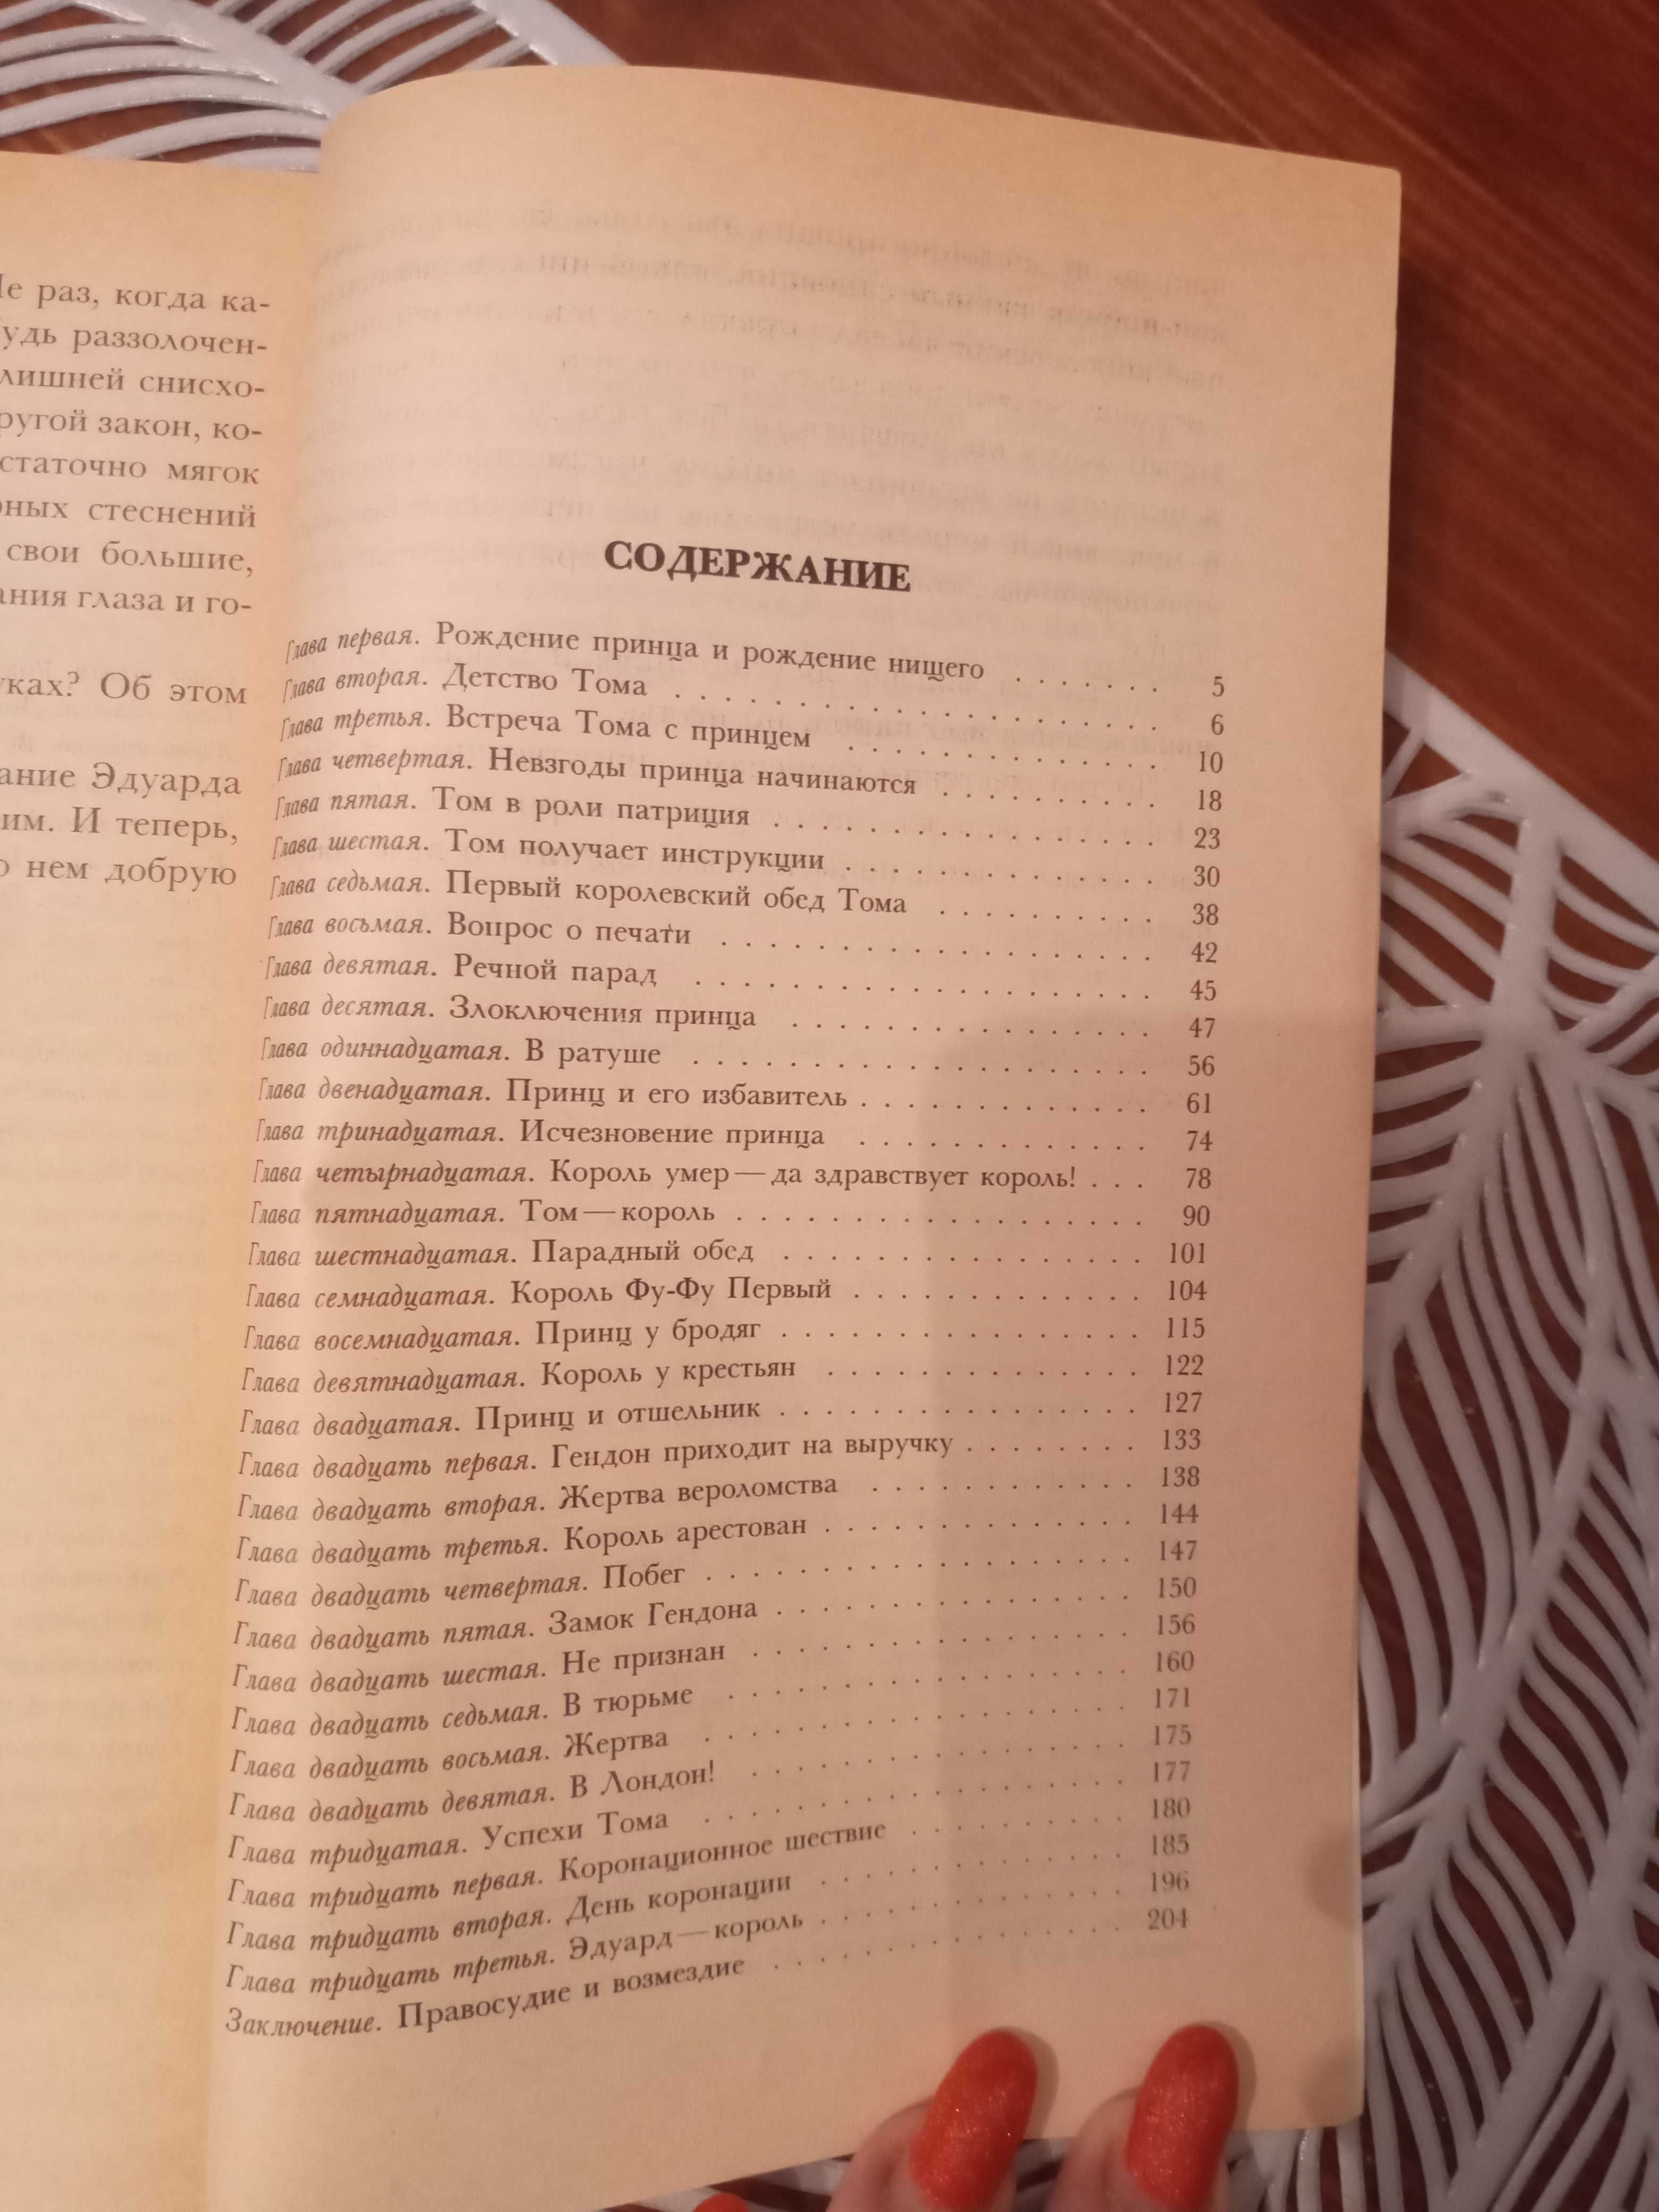 е раз, когда ка-
удь раззолочен-
лишней снисхо-
ругой закон, ко-
статочно мягок
ных стеснений
свои большие,
ания глаза и го-
уках? Об этом
ание Эдуарда
им. И теперь,
о нем добрую
СОДЕРЖАНИЕ
Глава первая. Рождение принца и рождение нищего . . . . . . . 5
Глава вторая. Детство Тома . . . . . . . . . . . . . . . . . . . . 6
Глава третья. Встреча Тома с принцем . . . . . . . . . . . . . 10
Глава четвертая. Невзгоды принца начинаются . . . . . . . . . 18
Глава пятая. Том в роли патриция . . . . . . . . . . . . . . . . 23
Глава шестая. Том получает инструкции . . . . . . . . . . . . . 30
Глава седьмая. Первый королевский обед Тома . . . . . . . . . 38
Глава восьмая. Вопрос о печати . . . . . . . . . . . . . . . . . . 42
Глава девятая. Речной парад . . . . . . . . . . . . . . . . . . . 45
Глава десятая. Злоключения принца . . . . . . . . . . . . . . . 47
Глава одиннадцатая. В ратуше . . . . . . . . . . . . . . . . . . . 56
Глава двенадцатая. Принц и его избавитель . . . . . . . . . . . . 61
Глава тринадцатая. Исчезновение принца . . . . . . . . . . . . 74
Глава четырнадцатая. Король умер — да здравствует король! . . . 78
Глава пятнадцатая. Том — король . . . . . . . . . . . . . . . . . 90
Глава шестнадцатая. Парадный обед . . . . . . . . . . . . . . . 101
Глава семнадцатая. Король Фу-Фу Первый . . . . . . . . . . . . 104
Глава восемнадцатая. Принц у бродяг . . . . . . . . . . . . . . . 115
Глава девятнадцатая. Король у крестьян . . . . . . . . . . . . . 122
Глава двадцатая. Принц и отшельник . . . . . . . . . . . . . . . 127
Глава двадцать первая. Гендон приходит на выручку . . . . . . . 133
Глава двадцать вторая. Жертва вероломства . . . . . . . . . . . 138
Глава двадцать третья. Король арестован . . . . . . . . . . . . . 144
Глава двадцать четвертая. Побег . . . . . . . . . . . . . . . . . . 147
Глава двадцать пятая. Замок Гендона . . . . . . . . . . . . . . . 150
Глава двадцать шестая. Не признан . . . . . . . . . . . . . . . . 156
Глава двадцать седьмая. В тюрьме . . . . . . . . . . . . . . . . . 160
Глава двадцать восьмая. Жертва . . . . . . . . . . . . . . . . . . 171
Глава двадцать девятая. В Лондон! . . . . . . . . . . . . . . . . 175
Глава тридцатая. Успехи Тома . . . . . . . . . . . . . . . . . . 177
Глава тридцать первая. Коронационное шествие . . . . . . . . . 180
Глава тридцать вторая. День коронации . . . . . . . . . . . . . 185
Глава тридцать третья. Эдуард — король . . . . . . . . . . . . . 196
Заключение. Правосудие и возмездие . . . . . . . . . . . . . . . 204